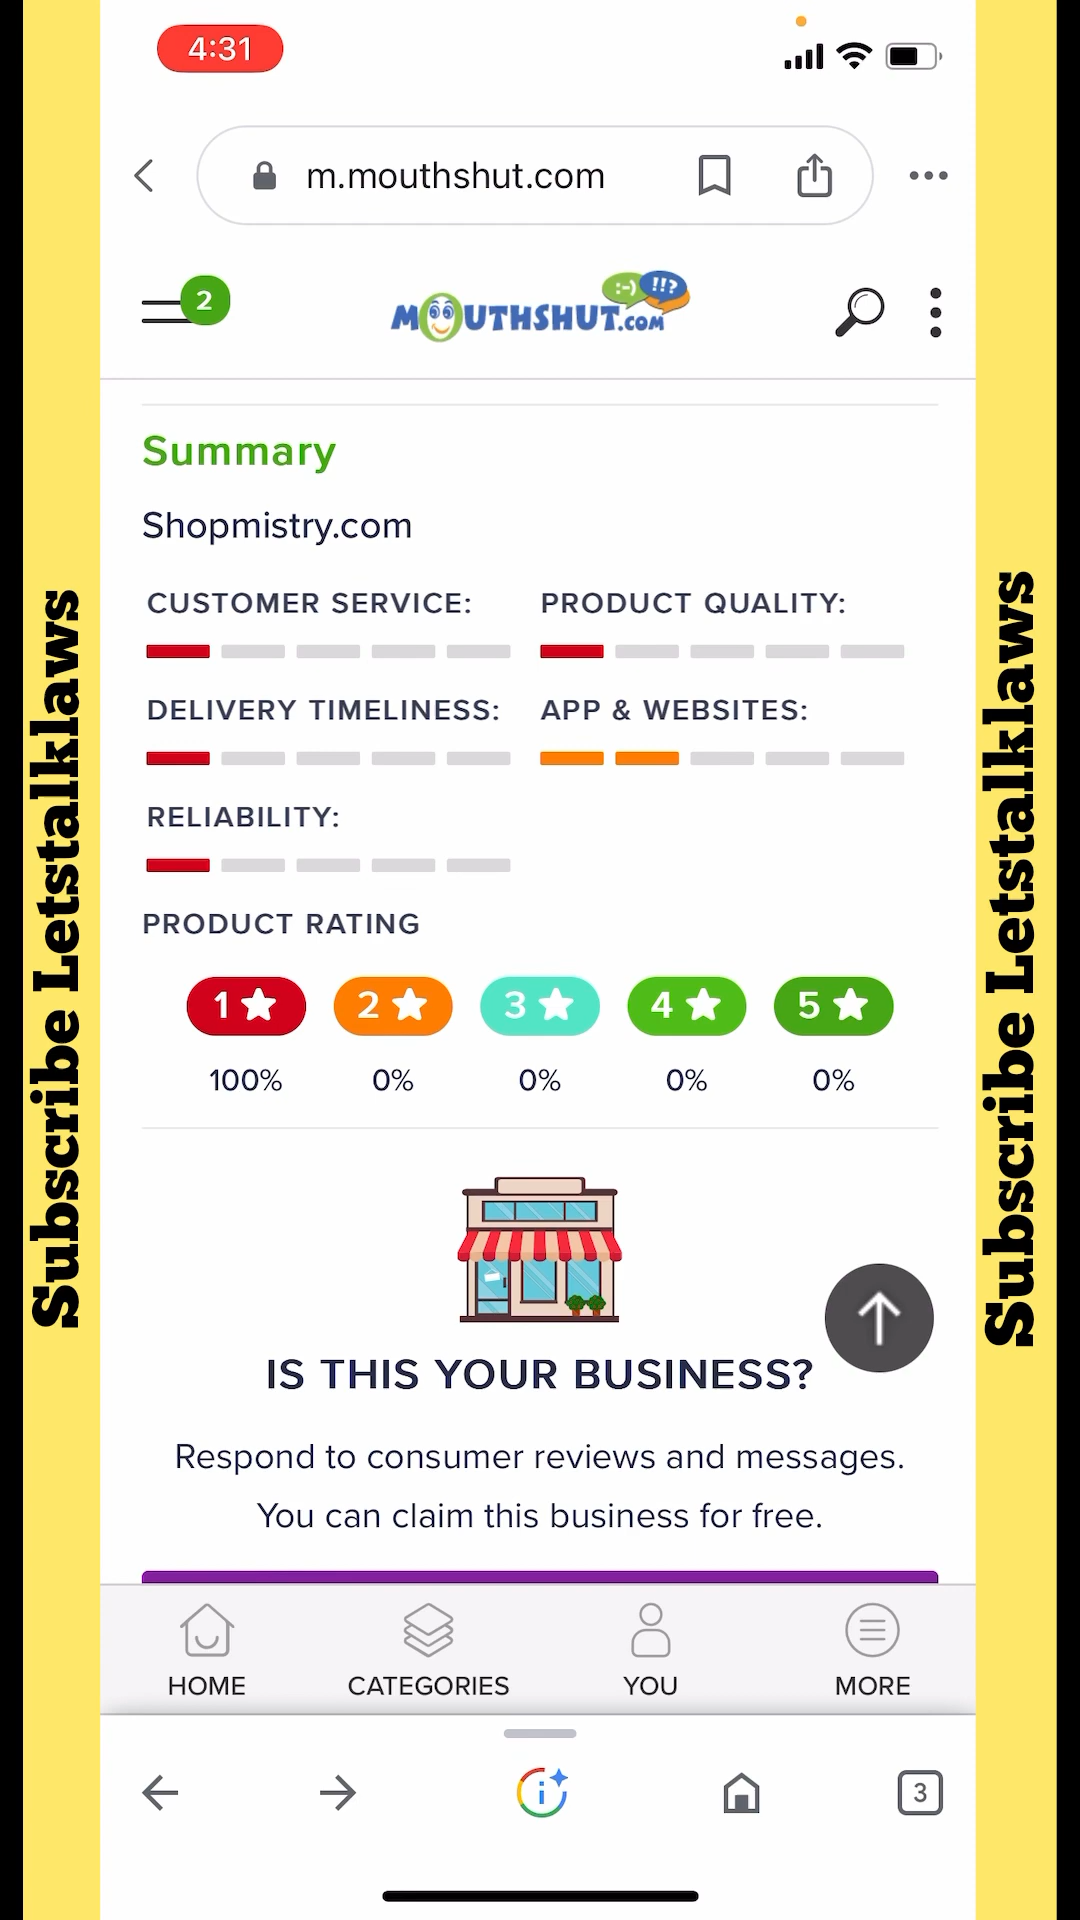 4:31
m.mouthshut.com
2
MOUTHSHUT.COM
:-) !!?
Summary
Shopmistry.com
CUSTOMER SERVICE:
PRODUCT QUALITY:
DELIVERY TIMELINESS:
APP & WEBSITES:
RELIABILITY:
PRODUCT RATING
1 2 3 4 5
100% 0% 0% 0% 0%
IS THIS YOUR BUSINESS?
Respond to consumer reviews and messages.
You can claim this business for free.
HOME CATEGORIES YOU MORE
i
3
Subscribe Letstalklaws
Subscribe Letstalklaws